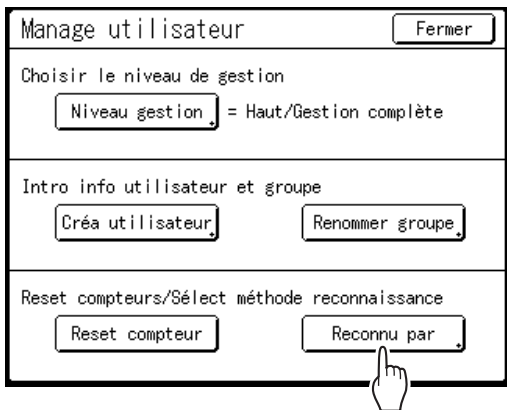 Manage utilisateur Fermer
Choisir le niveau de gestion
Niveau gestion = Haut/Gestion complète
Intro info utilisateur et groupe
Créa utilisateur Renommer groupe
Reset compteurs/Sélect méthode reconnaissance
Reset compteur Reconnu par